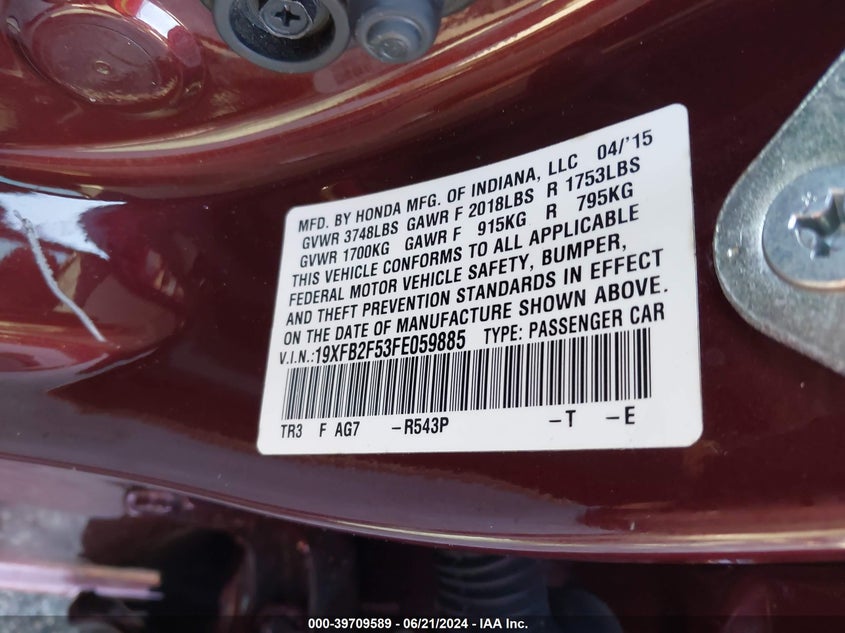 MFD. BY HONDA MFG. OF INDIANA, LLC 04/'15
GVWR 3748LBS GAWR F 2018LBS R 1753LBS
GVWR 1700KG GAWR F 915KG R 795KG
THIS VEHICLE CONFORMS TO ALL APPLICABLE
FEDERAL MOTOR VEHICLE SAFETY, BUMPER,
AND THEFT PREVENTION STANDARDS IN EFFECT
ON THE DATE OF MANUFACTURE SHOWN ABOVE.
V.I.N.:19XFB2F53FE059885 TYPE: PASSENGER CAR
TR3 F AG7 -R543P -T -E
000-39709589 - 06/21/2024 - IAA Inc.